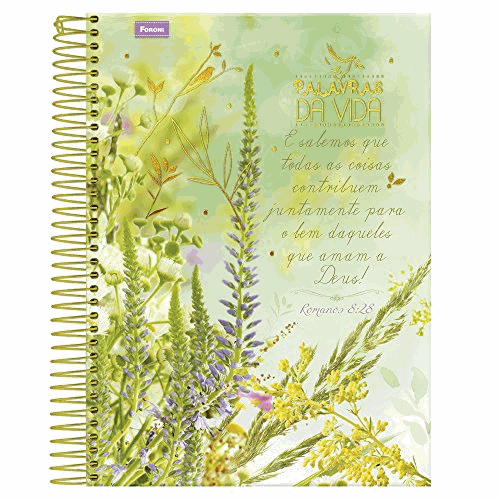 FORONI
PALAVRAS
DA VIDA
E sabemos que
todas as coisas
contribuem
juntamente para
o bem daqueles
que amam a
Deus!
Romanos 8:28